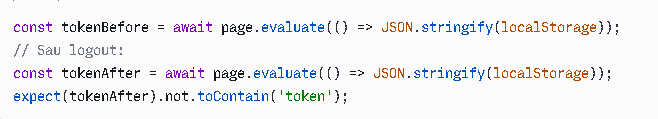 const tokenBefore = await page.evaluate(() => JSON.stringify(localStorage));
// Sau logout:
const tokenAfter = await page.evaluate(() => JSON.stringify(localStorage));
expect(tokenAfter).not.toContain('token');